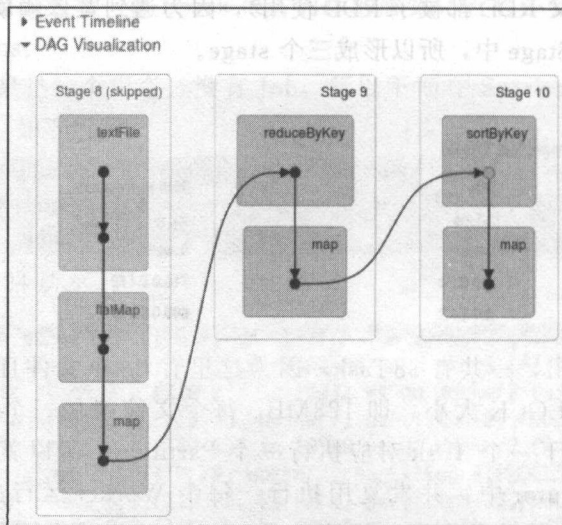 Event Timeline
DAG Visualization
Stage 8 (skipped)
textFile
flatMap
map
Stage 9
reduceByKey
map
Stage 10
sortByKey
map